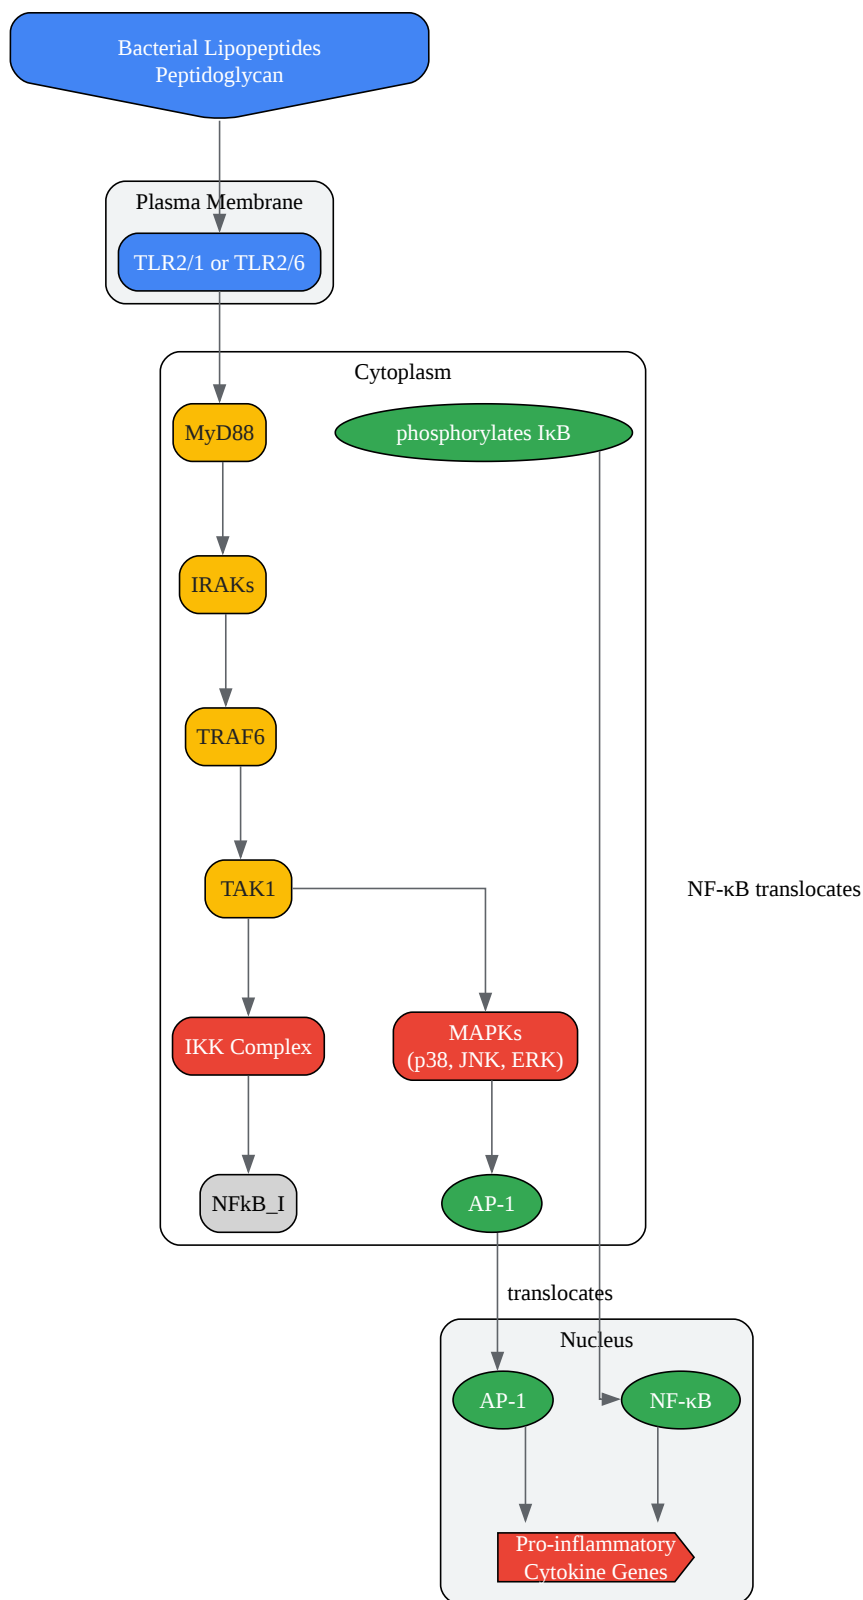 Bacterial Lipopeptides
Peptidoglycan
Plasma Membrane
TLR2/1 or TLR2/6
Cytoplasm
MyD88
phosphorylates IκB
IRAKs
TRAF6
TAK1
NF-κB translocates
IKK Complex
MAPKs
(p38, JNK, ERK)
NFkB_I
AP-1
translocates
Nucleus
AP-1
NF-κB
Pro-inflammatory
Cytokine Genes